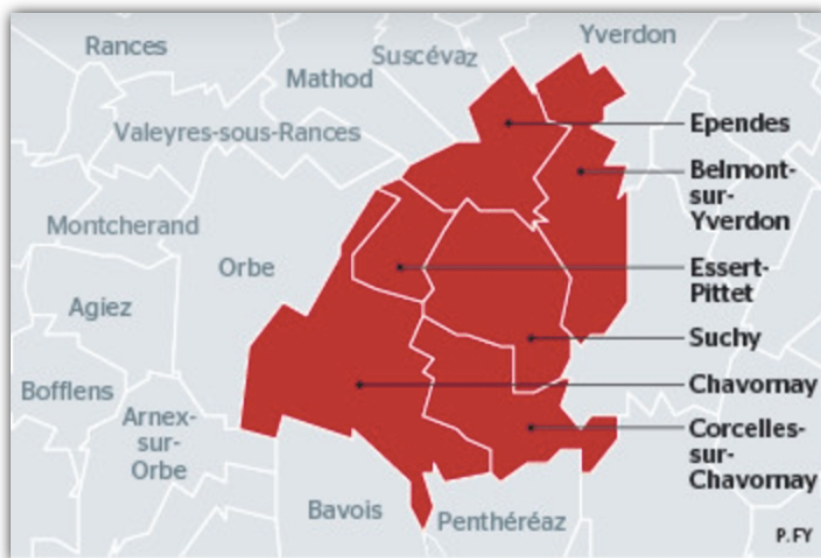 Rances
Yverdon
Suscévaz
Mathod
Valeyres-sous-Rances
Ependes
Belmont-
sur-
Yverdon
Montcherand
Orbe
Essert-
Pittet
Agiez
Suchy
Bofflens
Chavornay
Arnex-
sur-
Orbe
Corcelles-
sur-
Chavornay
Bavois
Penthéréaz
P.FY